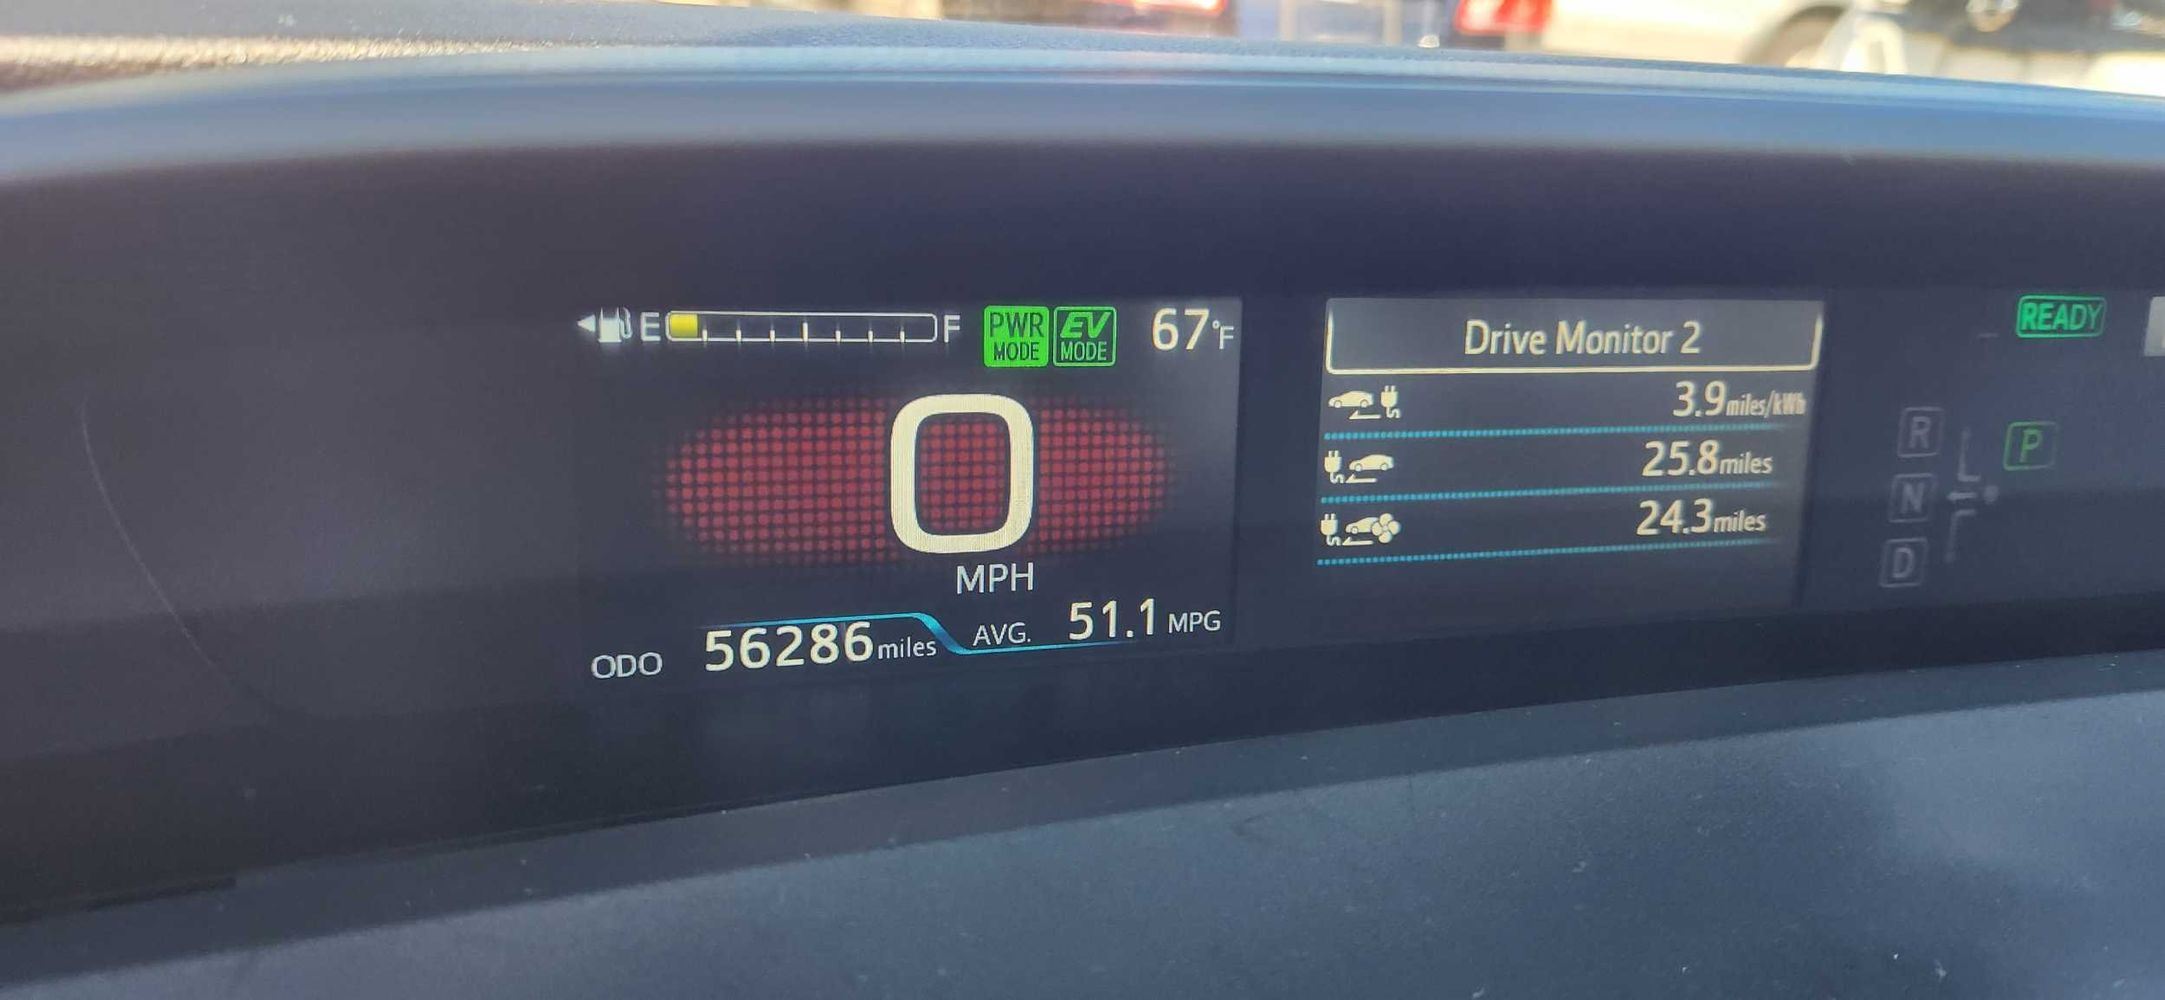 E F PWR MODE EV MODE 67°F
0
MPH
ODO 56286 miles AVG. 51.1 MPG
Drive Monitor 2
3.9 miles/kWh
25.8 miles
24.3 miles
READY
R
P
N
D